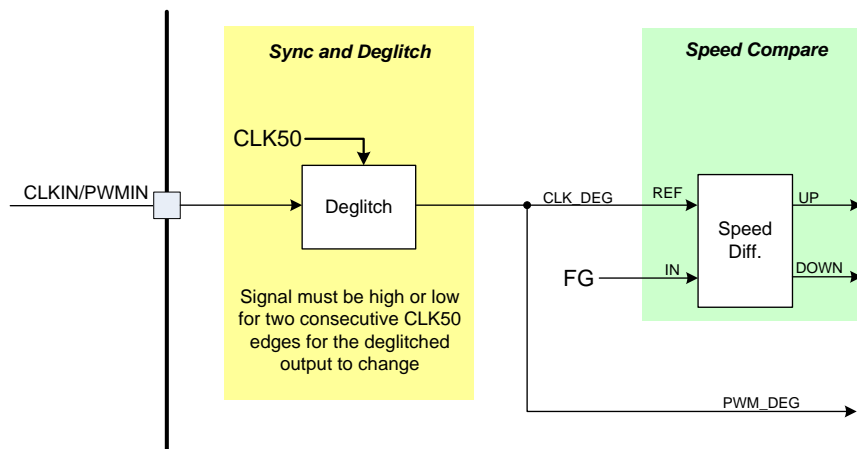 Sync and Deglitch
Speed Compare
CLK50
CLKIN/PWMIN
Deglitch
CLK_DEG
REF
UP
Speed
Diff.
FG
IN
DOWN
Signal must be high or low
for two consecutive CLK50
edges for the deglitched
output to change
PWM_DEG